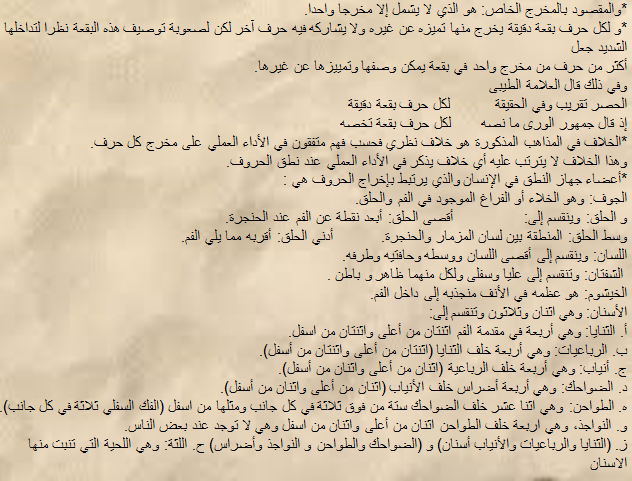 *والمقصود بالمخرج الخاص: هو الذي لا يشمل إلا مخرجا واحدا.
*و لكل حرف بقعة دقيقة يخرج منها تميزه عن غيره ولا يشاركه فيه حرف آخر لكن لصعوبة توصيف هذه البقعة نظرا لتداخلها
الشديد جعل
أكثر من حرف من مخرج واحد في بقعة يمكن وصفها وتمييزها عن غيرها.
وفي ذلك قال العلامة الطيبى
الحصر تقريب وفي الحقيقة لكل حرف بقعة دقيقة
إذ قال جمهور الورى ما نصه لكل حرف بقعة تخصه
*الخلاف في المذاهب المذكورة هو خلاف نظري فحسب فهم متفقون في الأداء العملي على مخرج كل حرف.
وهذا الخلاف لا يترتب عليه أي خلاف يذكر في الأداء العملي عند نطق الحروف.
*أعضاء جهاز النطق في الإنسان والذي يرتبط بإخراج الحروف هي :
الجوف: وهو الخلاء أو الفراغ الموجود في الفم والحلق.
و الحلق: وينقسم إلى: أقصى الحلق: أبعد نقطة عن الفم عند الحنجرة.
وسط الحلق: المنطقة بين لسان المزمار والحنجرة. أدني الحلق: أقربه مما يلي الفم.
اللسان: وينقسم إلى أقصى اللسان ووسطه وحافتيه وطرفه.
الشفتان: وتنقسم إلى عليا وسفلى ولكل منهما ظاهر و باطن .
الخيشوم: هو عظمه في الأنف منجذبه إلى داخل الفم.
الأسنان: وهي اثنان وثلاثون وتنقسم إلى:
أ. الثنايا: وهي أربعة في مقدمة الفم اثنتان من أعلى واثنتان من اسفل.
ب. الرباعيات: وهي أربعة خلف الثنايا (اثنتان من أعلى واثنتان من أسفل).
ج. أنياب: وهي أربعة خلف الرباعية (اثنان من أعلى واثنان من أسفل).
د. الضواحك: وهي أربعة أضراس خلف الأنياب (اثنان من أعلى واثنان من أسفل).
ه. الطواحن: وهي اثنا عشر خلف الضواحك ستة من فوق ثلاثة في كل جانب ومثلها من اسفل (الفك السفلي ثلاثة في كل جانب).
و. النواجذ، وهي اربعة خلف الطواحن اثنان من أعلى واثنان من اسفل وهي لا توجد عند بعض الناس.
ز. (الثنايا والرباعيات والأنياب أسنان) و (الضواحك والطواحن و النواجذ وأضراس) ح. اللثة: وهي اللحية التي تنبت منها
الاسنان